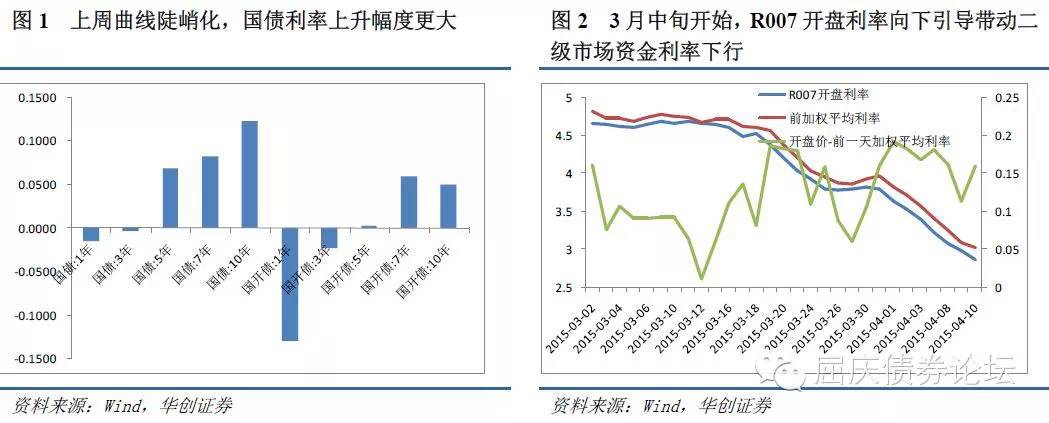 图 1 上周曲线陡峭化，国债利率上升幅度更大
0.1500
0.1000
0.0500
0.0000
-0.0500
-0.1000
-0.1500
国债:1年
国债:3年
国债:5年
国债:7年
国债:10年
国开债:1年
国开债:3年
国开债:5年
国开债:7年
国开债:10年
资料来源：Wind，华创证券
图 2 3 月中旬开始，R007 开盘利率向下引导带动二
级市场资金利率下行
R007开盘利率
前加权平均利率
开盘价-前一天加权平均利率
5
4.5
4
3.5
3
2.5
0.25
0.2
0.15
0.1
0.05
0
2015-03-02
2015-03-04
2015-03-06
2015-03-10
2015-03-12
2015-03-16
2015-03-18
2015-03-20
2015-03-24
2015-03-26
2015-03-30
2015-04-01
2015-04-03
2015-04-08
2015-04-10
屈庆债券论坛
资料来源：Wind，华创证券